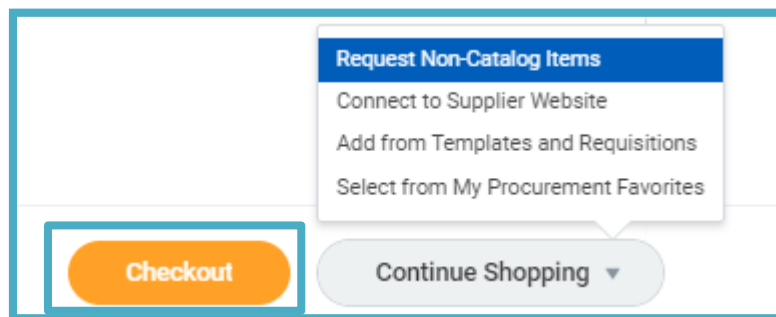 Request Non-Catalog Items
Connect to Supplier Website
Add from Templates and Requisitions
Select from My Procurement Favorites
Checkout
Continue Shopping